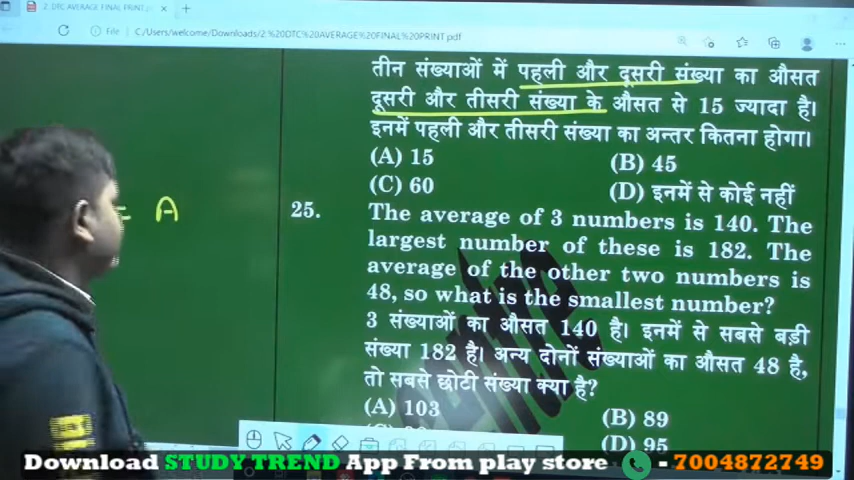 2 DTC AVERAGE FINAL PRINT.p
File
C:/Users/welcome/Downloads/2.%20DTC%20AVERAGE%20FINAL%20PRINT.pdf
तीन संख्याओं में पहली और दूसरी संख्या का औसत
दूसरी और तीसरी संख्या के औसत से 15 ज्यादा है।
इनमें पहली और तीसरी संख्या का अन्तर कितना होगा।
(A) 15
(B) 45
(C) 60
(D) इनमें से कोई नहीं
= A
25. The average of 3 numbers is 140. The
largest number of these is 182. The
average of the other two numbers is
48, so what is the smallest number?
3 संख्याओं का औसत 140 है। इनमें से सबसे बड़ी
संख्या 182 है। अन्य दोनों संख्याओं का औसत 48 है,
तो सबसे छोटी संख्या क्या है?
(A) 103
(B) 89
(D) 95
Download STUDY TREND App From play store - 7004872749